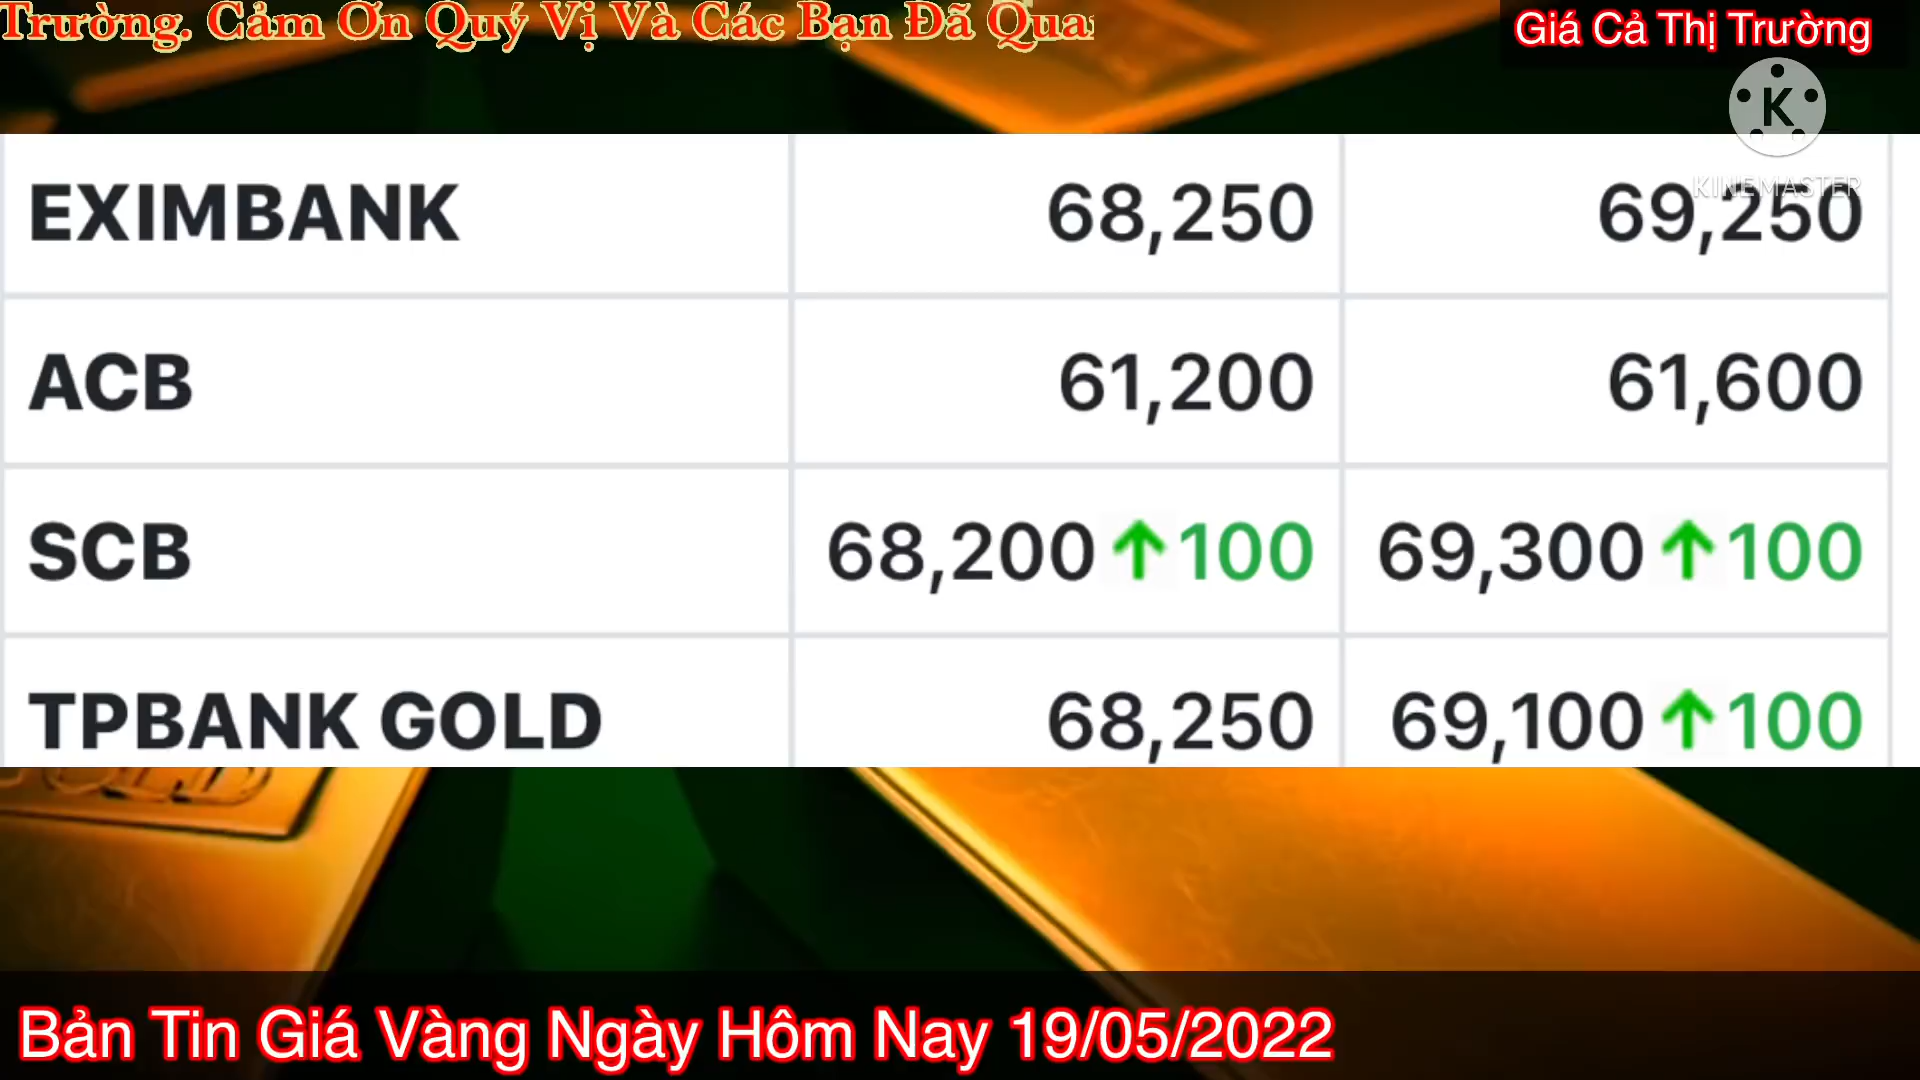 Trường. Cảm Ơn Quý Vị Và Các Bạn Đã Qua
Giá Cả Thị Trường
K
KINEMASTER
EXIMBANK 68,250 69,250
ACB 61,200 61,600
SCB 68,200 ↑100 69,300 ↑100
TPBANK GOLD 68,250 69,100 ↑100
GOLD
Bản Tin Giá Vàng Ngày Hôm Nay 19/05/2022